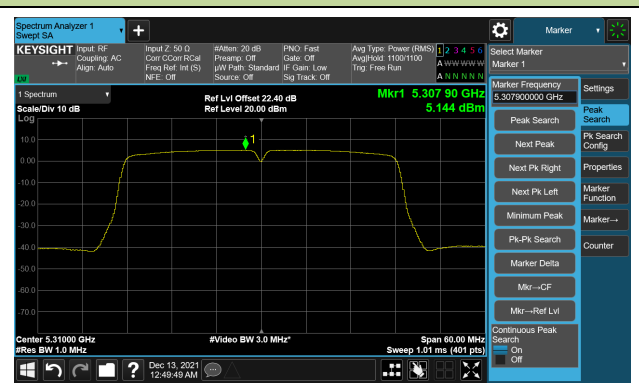 Spectrum Analyzer 1
Swept SA
Marker
KEYSIGHT
Input: RF
Coupling: AC
Align: Auto
Input Z: 50 Ω
Corr CCorr RCal
Freq Ref: Int (S)
NFE: Off
#Atten: 20 dB
Preamp: Off
µW Path: Standard
Source: Off
PNO: Fast
Gate: Off
IF Gain: Low
Sig Track: Off
Avg Type: Power (RMS)
Avg|Hold: 1100/1100
Trig: Free Run
1 2 3 4 5 6
A W W W W W
A N N N N N
Select Marker
Marker 1
LXI
1 Spectrum
Scale/Div 10 dB
Log
Ref Lvl Offset 22.40 dB
Ref Level 20.00 dBm
Mkr1 5.307 90 GHz
5.144 dBm
1
10.0
0.00
-10.0
-20.0
-30.0
-40.0
-50.0
-60.0
-70.0
Center 5.31000 GHz
#Res BW 1.0 MHz
#Video BW 3.0 MHz*
Span 60.00 MHz
Sweep 1.01 ms (401 pts)
Marker Frequency
5.307900000 GHz
Peak Search
Next Peak
Next Pk Right
Next Pk Left
Minimum Peak
Pk-Pk Search
Marker Delta
Mkr→CF
Mkr→Ref Lvl
Continuous Peak
Search
On
Off
Settings
Peak
Search
Pk Search
Config
Properties
Marker
Function
Marker→
Counter
?
Dec 13, 2021
12:49:49 AM